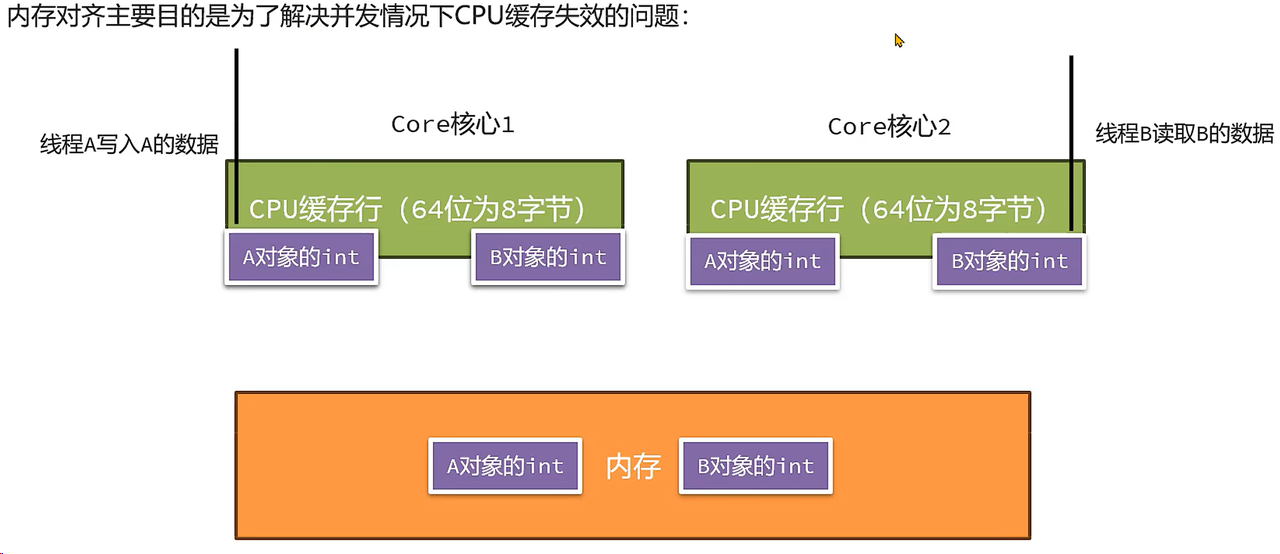 内存对齐主要目的是为了解决并发情况下CPU缓存失效的问题：
Core核心1
Core核心2
线程A写入A的数据
线程B读取B的数据
CPU缓存行（64位为8字节）
CPU缓存行（64位为8字节）
A对象的int
B对象的int
A对象的int
B对象的int
A对象的int
内存
B对象的int